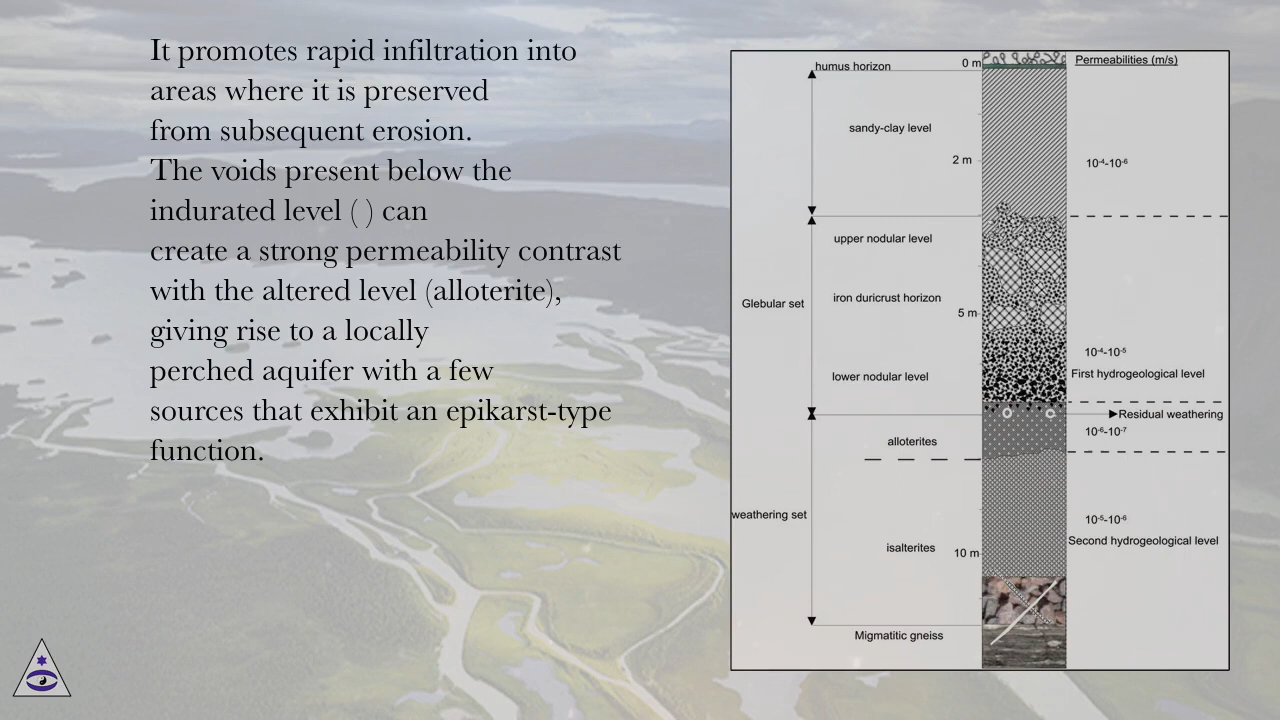 It promotes rapid infiltration into
areas where it is preserved
from subsequent erosion.
The voids present below the
indurated level ( ) can
create a strong permeability contrast
with the altered level (alloterite),
giving rise to a locally
perched aquifer with a few
sources that exhibit an epikarst-type
function.
humus horizon
0 m
Permeabilities (m/s)
sandy-clay level
2 m
10⁻⁴-10⁻⁶
upper nodular level
Glebular set
iron duricrust horizon
5 m
10⁻⁴-10⁻⁵
First hydrogeological level
lower nodular level
Residual weathering
10⁻⁶-10⁻⁷
alloterites
weathering set
10⁻⁵-10⁻⁶
Second hydrogeological level
isalterites
10 m
Migmatitic gneiss